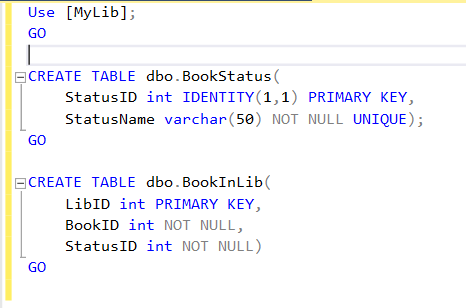 Use [MyLib];
GO
CREATE TABLE dbo.BookStatus(
StatusID int IDENTITY(1,1) PRIMARY KEY,
StatusName varchar(50) NOT NULL UNIQUE);
GO
CREATE TABLE dbo.BookInLib(
LibID int PRIMARY KEY,
BookID int NOT NULL,
StatusID int NOT NULL)
GO